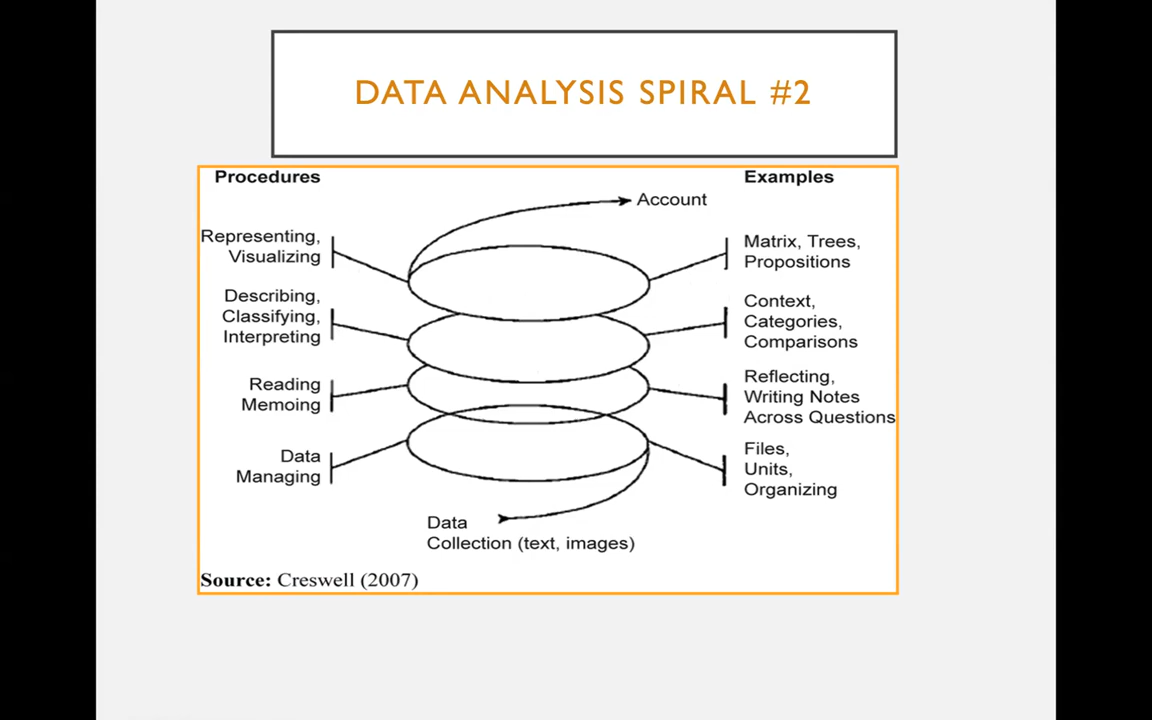 DATA ANALYSIS SPIRAL #2
Procedures
Examples
Account
Representing,
Visualizing
Matrix, Trees,
Propositions
Describing,
Classifying,
Interpreting
Context,
Categories,
Comparisons
Reading
Memoing
Reflecting,
Writing Notes
Across Questions
Data
Managing
Files,
Units,
Organizing
Data
Collection (text, images)
Source: Creswell (2007)